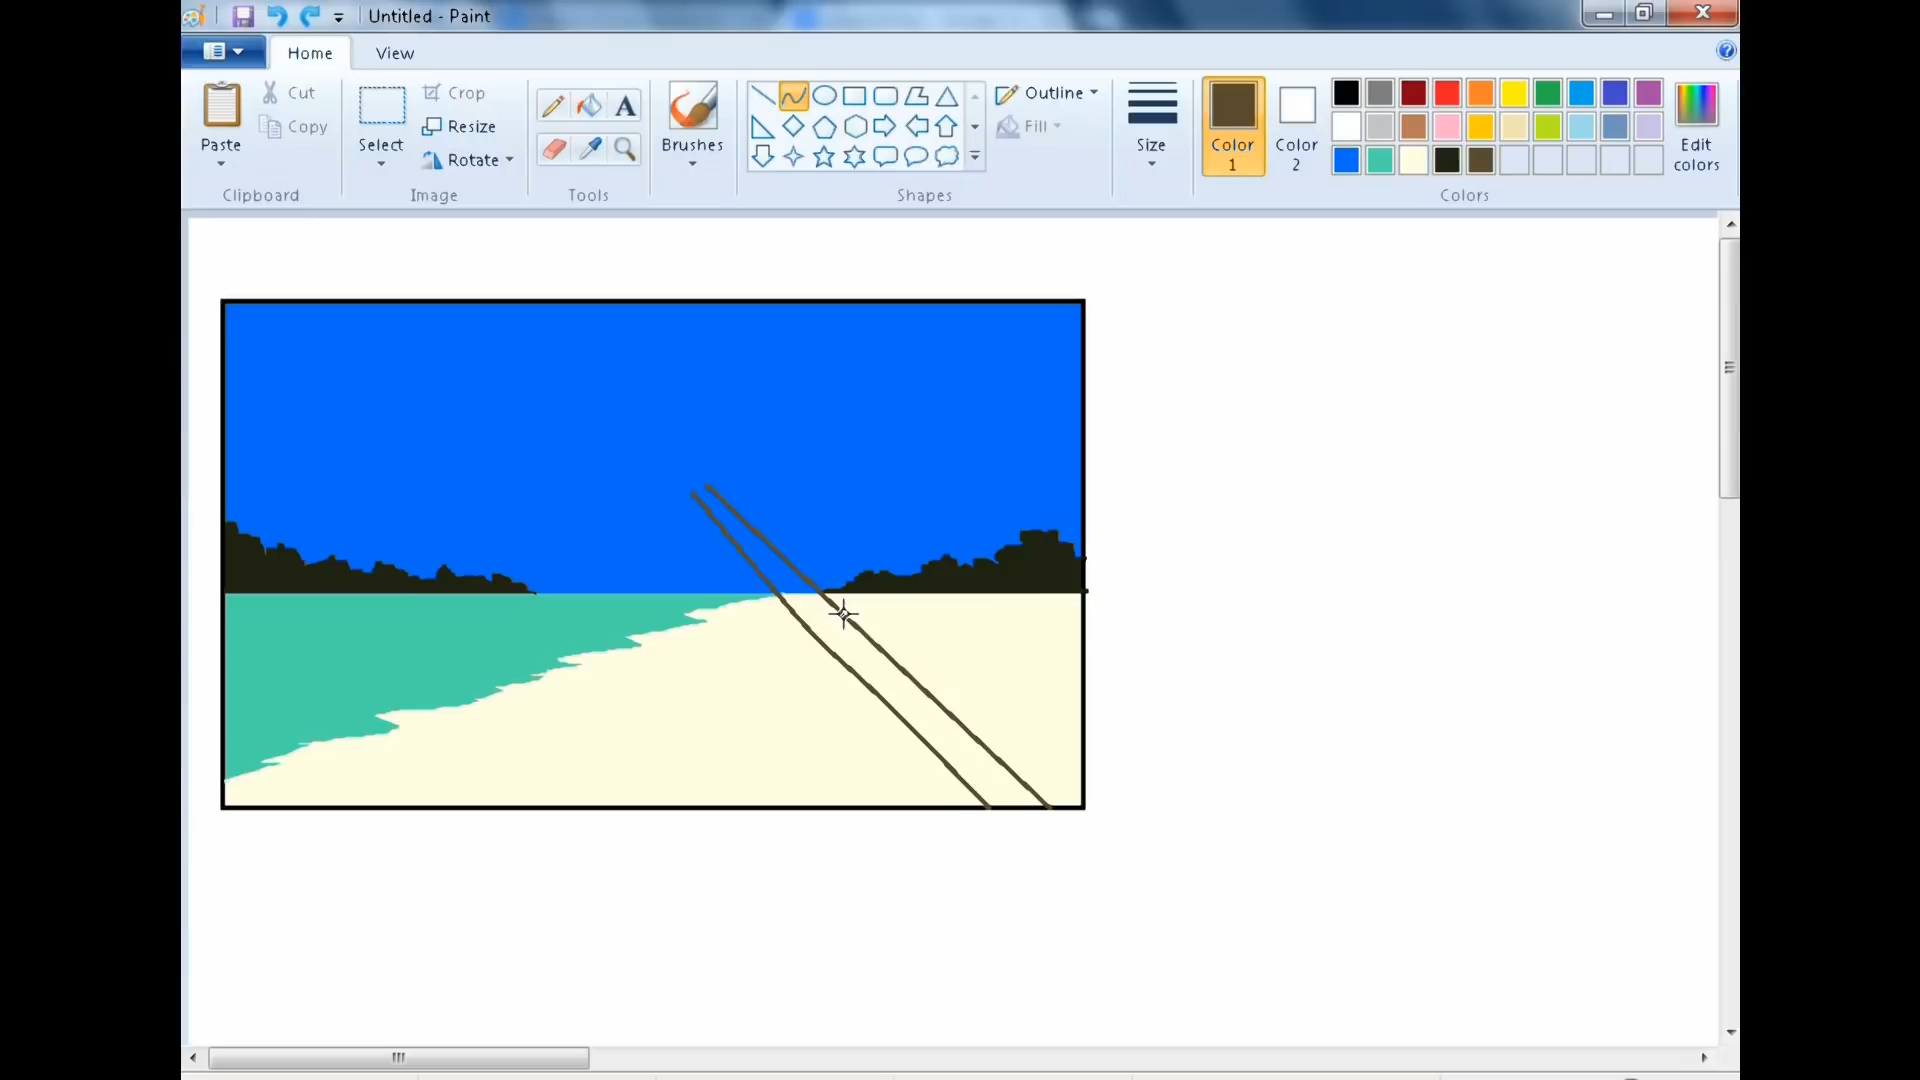 Untitled - Paint
Home
View
Paste
Cut
Copy
Clipboard
Select
Crop
Resize
Rotate
Image
A
Tools
Brushes
Shapes
Outline
Fill
Size
Color
1
Color
2
Colors
Edit
colors